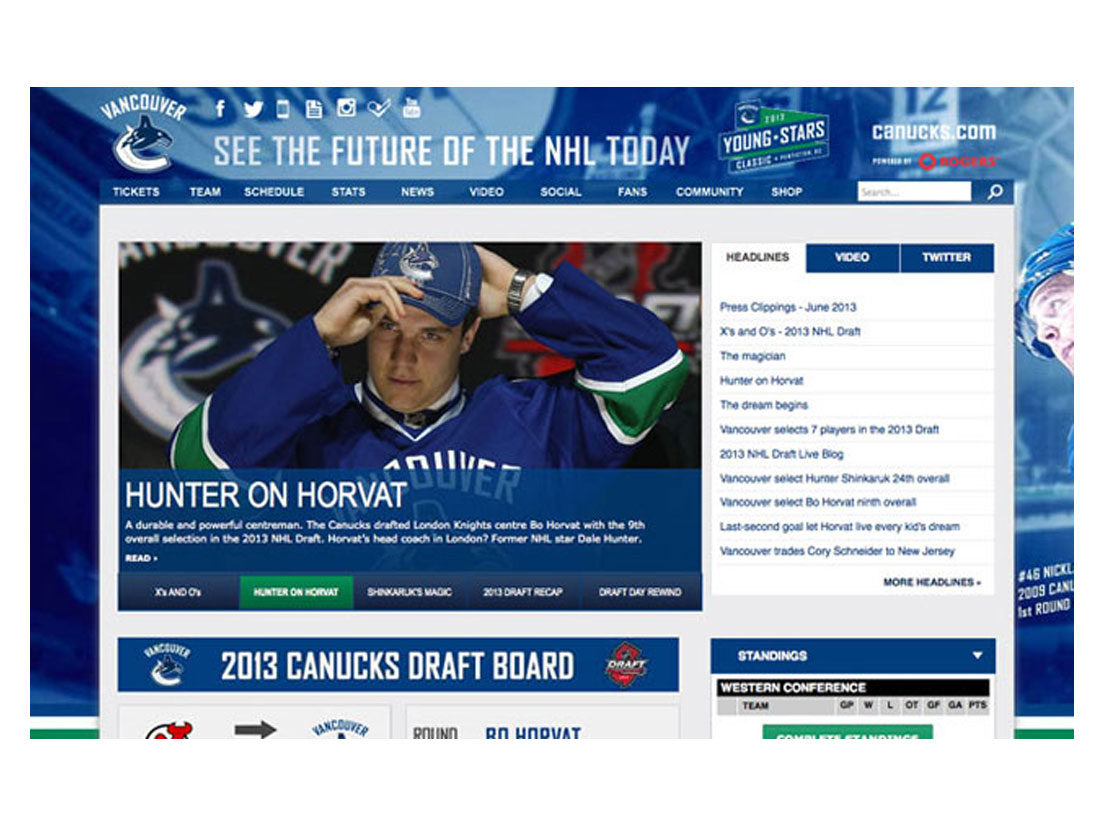 VANCOUVER
SEE THE FUTURE OF THE NHL TODAY
2013
YOUNG STARS
CLASSIC • PENTICTON, BC
canucks.com
POWERED BY ROGERS
TICKETS TEAM SCHEDULE STATS NEWS VIDEO SOCIAL FANS COMMUNITY SHOP Search...
12
VANCOUVER
VANCOUVER
HUNTER ON HORVAT
A durable and powerful centreman. The Canucks drafted London Knights centre Bo Horvat with the 9th
overall selection in the 2013 NHL Draft. Horvat's head coach in London? Former NHL star Dale Hunter.
READ ›
X's AND O's HUNTER ON HORVAT SHINKARUK'S MAGIC 2013 DRAFT RECAP DRAFT DAY REWIND
HEADLINES VIDEO TWITTER
Press Clippings - June 2013
X's and O's - 2013 NHL Draft
The magician
Hunter on Horvat
The dream begins
Vancouver selects 7 players in the 2013 Draft
2013 NHL Draft Live Blog
Vancouver select Hunter Shinkaruk 24th overall
Vancouver select Bo Horvat ninth overall
Last-second goal let Horvat live every kid's dream
Vancouver trades Cory Schneider to New Jersey
MORE HEADLINES »
#46 NICKL
2009 CANU
1st ROUND
VANCOUVER
2013 CANUCKS DRAFT BOARD
DRAFT
STANDINGS
WESTERN CONFERENCE
TEAM GP W L OT GF GA PTS
COMPLETE STANDINGS
VANCOUVER
ROUND BO HORVAT